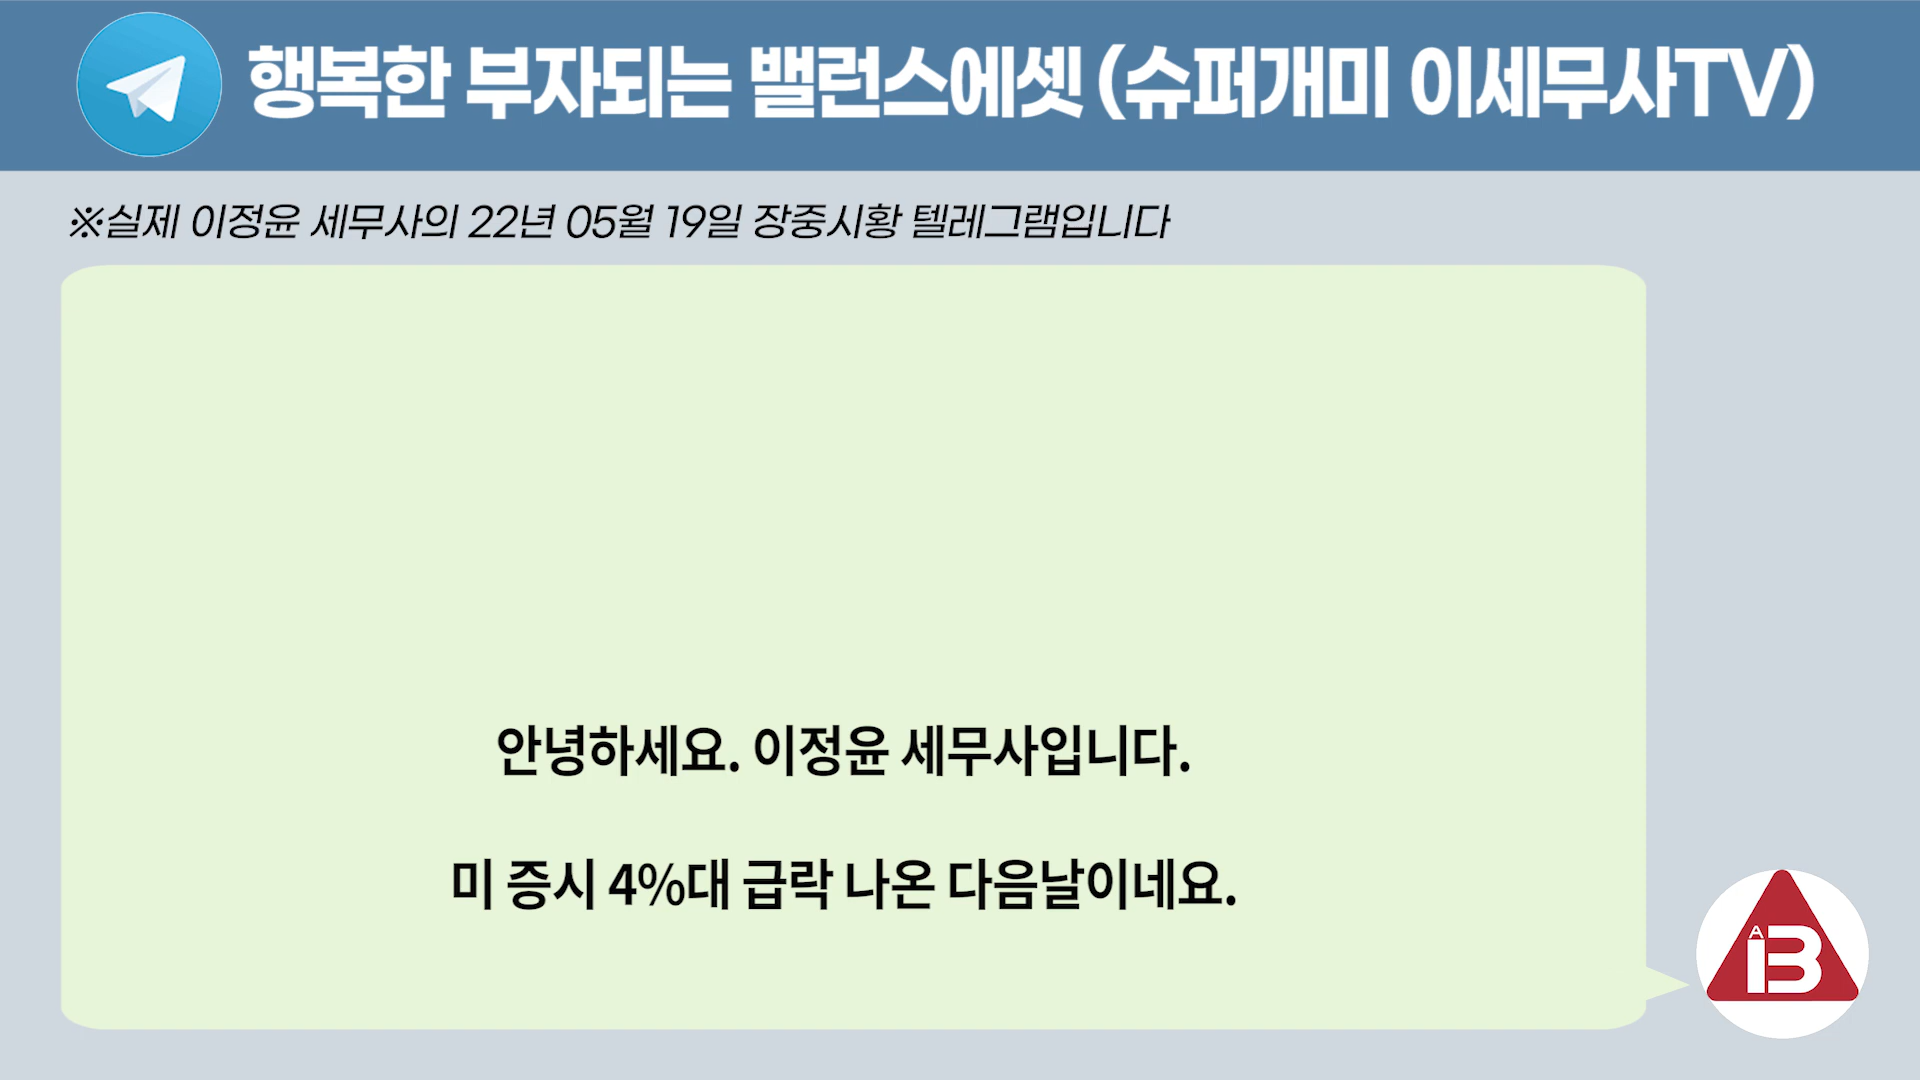 행복한 부자되는 밸런스에셋 (슈퍼개미 이세무사TV)
※실제 이정윤 세무사의 22년 05월 19일 장중시황 텔레그램입니다
안녕하세요. 이정윤 세무사입니다.
미 증시 4%대 급락 나온 다음날이네요.
A
B